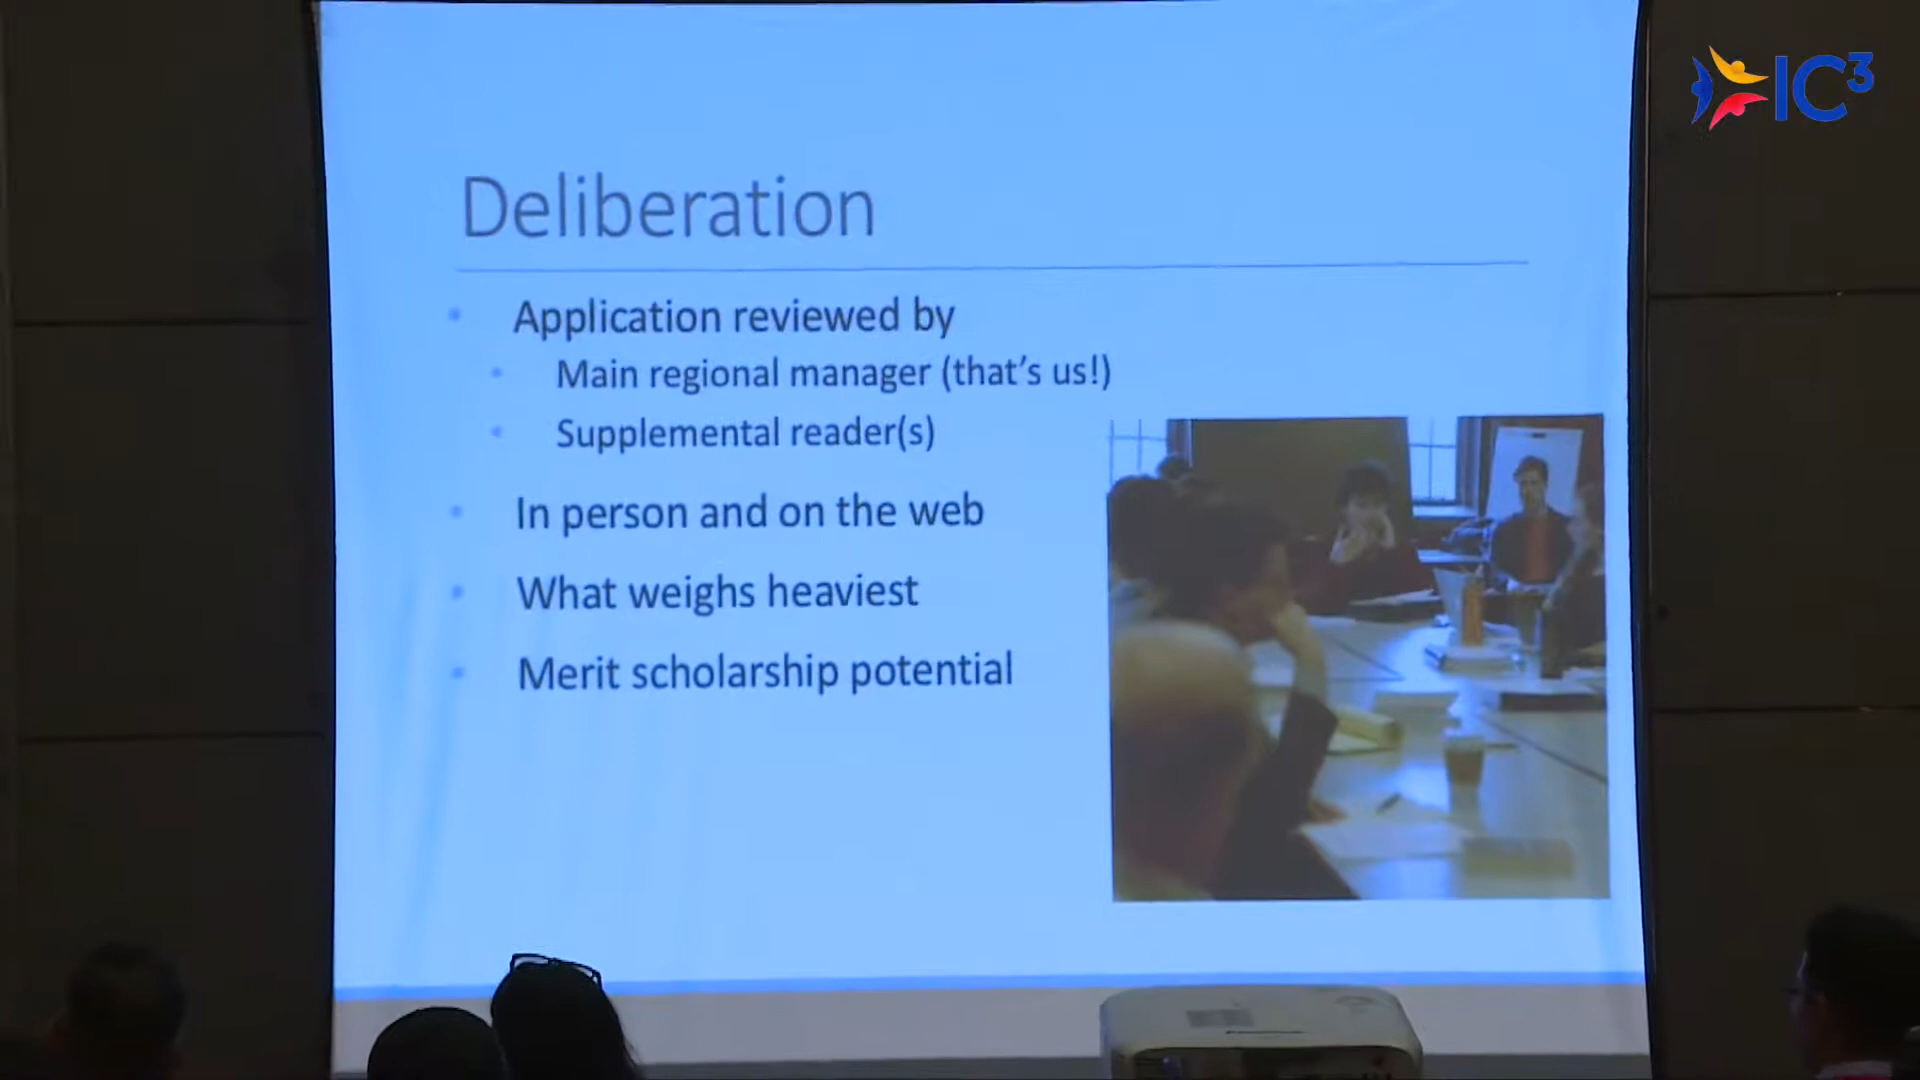 IC³
Deliberation
Application reviewed by
Main regional manager (that's us!)
Supplemental reader(s)
In person and on the web
What weighs heaviest
Merit scholarship potential